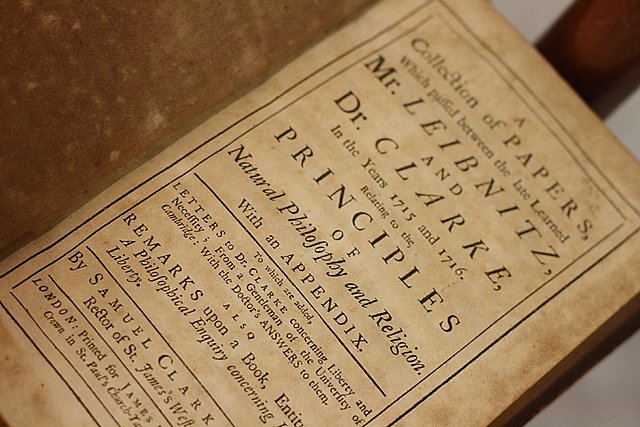 A
Collection of PAPERS,
Which passed between the late Learned
Mr. LEIBNITZ,
AND
Dr. CLARKE,
In the Years 1715 and 1716.
Relating to the
PRINCIPLES
OF
Natural Philosophy and Religion.
With an APPENDIX.
To which are added,
LETTERS to Dr. CLARKE concerning Liberty and
Necessity; From a Gentleman of the University of
Cambridge: With the Doctor's ANSWERS to them.
ALSO
REMARKS upon a Book, Entit
A Philosophical Enquiry concerning
Liberty.
By SAMUEL CLARK
Rector of St. James's West
LONDON: Printed for JAMES
Crown in St. Paul's Church-Ya